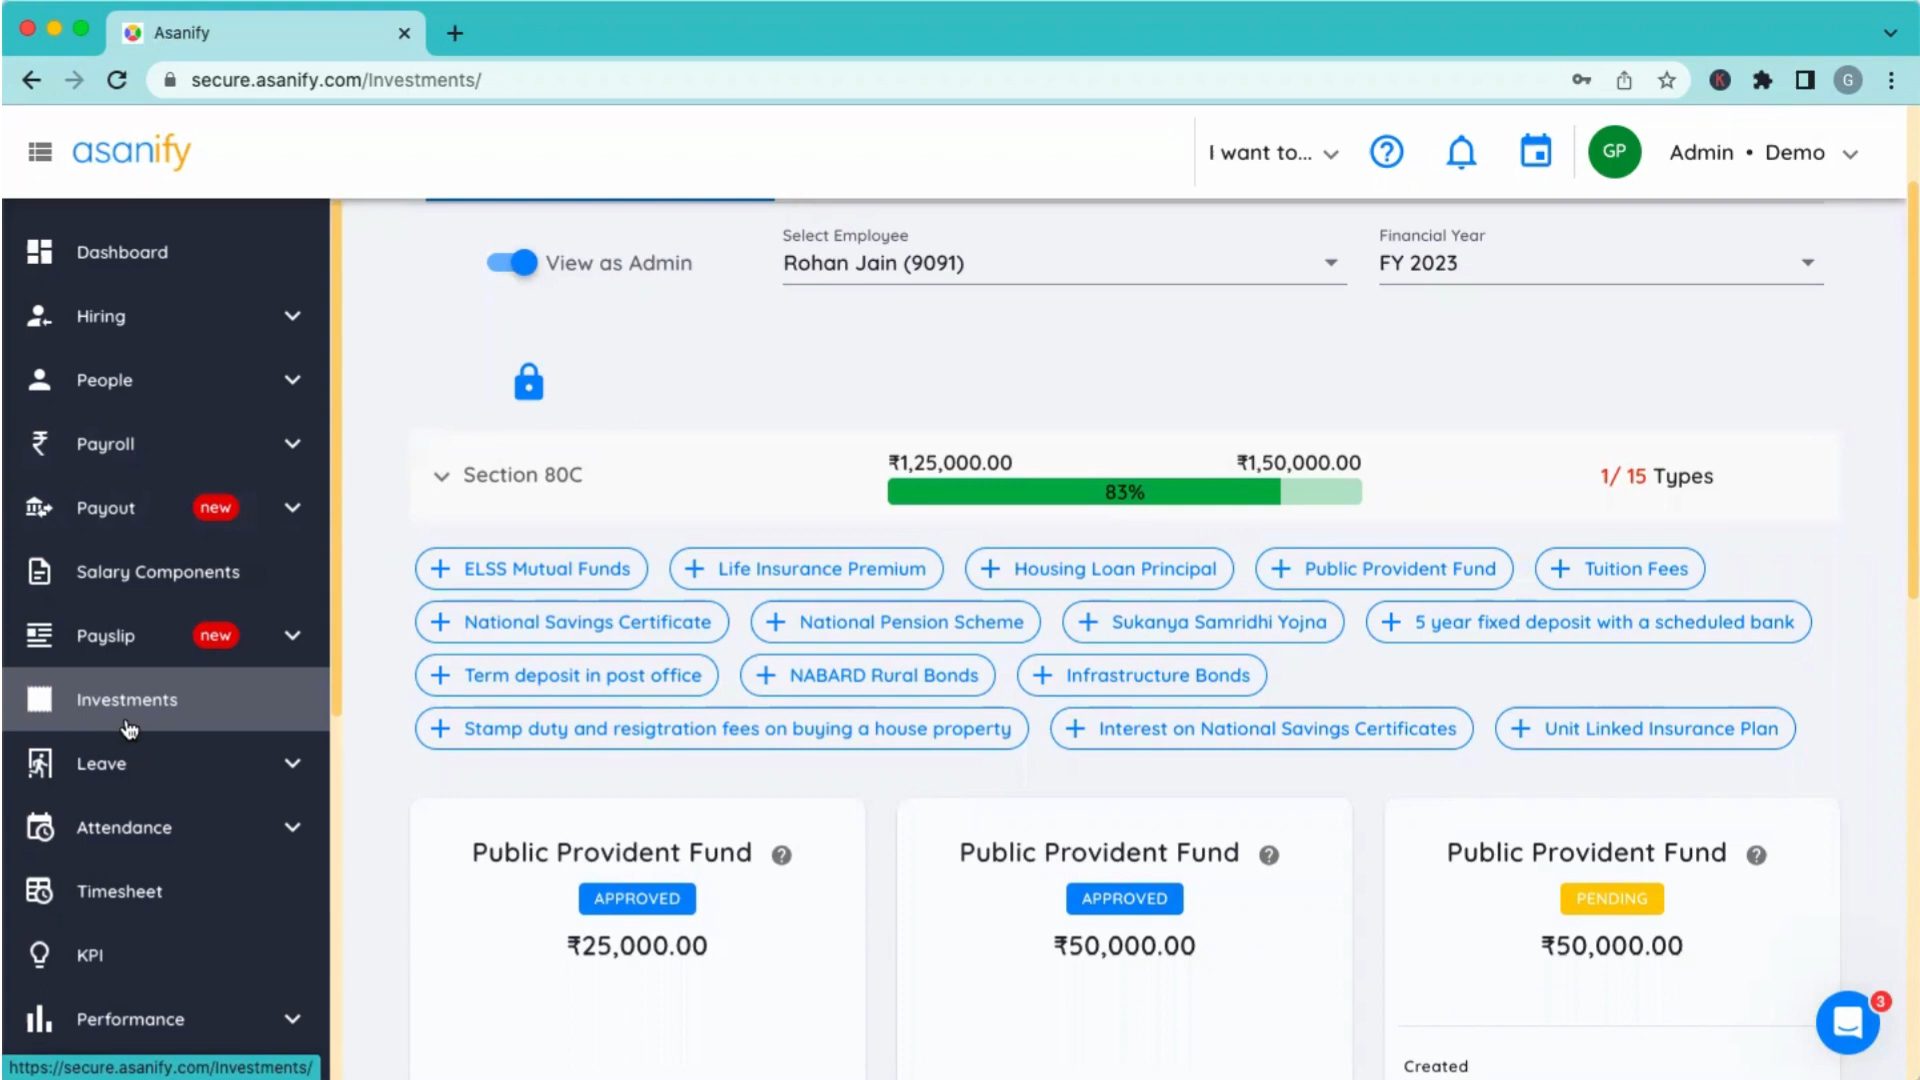 Asanify
secure.asanify.com/Investments/
G
asanify
I want to...
GP
Admin • Demo
Dashboard
Hiring
People
Payroll
Payout new
Salary Components
Payslip new
Investments
Leave
Attendance
Timesheet
KPI
Performance
https://secure.asanify.com/Investments/
View as Admin
Select Employee
Rohan Jain (9091)
Financial Year
FY 2023
Section 80C
₹1,25,000.00 ₹1,50,000.00
83%
1/ 15 Types
+ ELSS Mutual Funds + Life Insurance Premium + Housing Loan Principal + Public Provident Fund + Tuition Fees
+ National Savings Certificate + National Pension Scheme + Sukanya Samridhi Yojna + 5 year fixed deposit with a scheduled bank
+ Term deposit in post office + NABARD Rural Bonds + Infrastructure Bonds
+ Stamp duty and resigtration fees on buying a house property + Interest on National Savings Certificates + Unit Linked Insurance Plan
Public Provident Fund
APPROVED
₹25,000.00
Public Provident Fund
APPROVED
₹50,000.00
Public Provident Fund
PENDING
₹50,000.00
Created
3